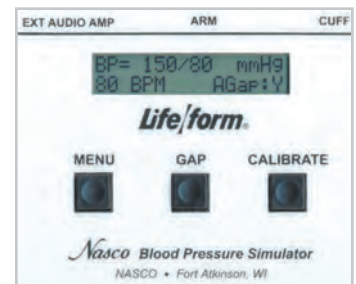 EXT AUDIO AMP ARM CUFF
BP= 150/80 mmHg
80 BPM AGap:Y
Life/form®
MENU GAP CALIBRATE
Nasco Blood Pressure Simulator
NASCO • Fort Atkinson, WI